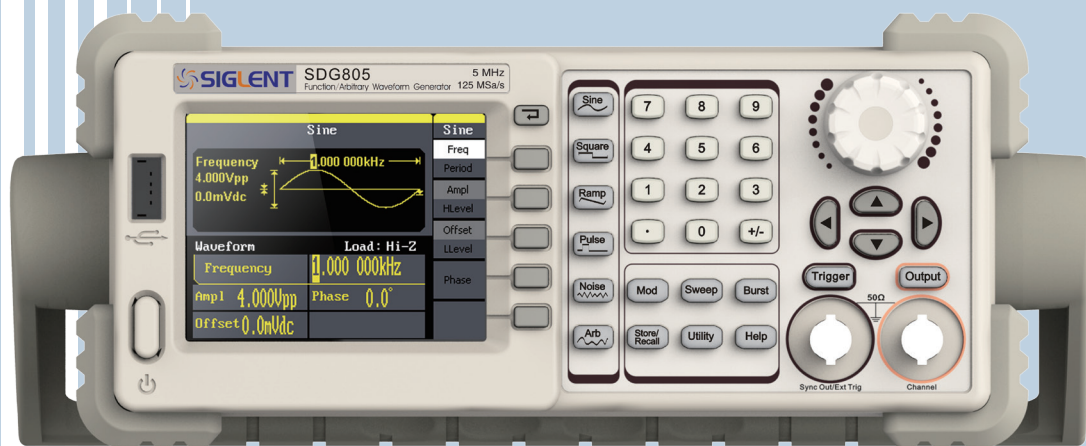 SIGLENT SDG805 5 MHz
Function/Arbitrary Waveform Generator 125 MSa/s
Sine
Sine
Freq
Period
Ampl
HLevel
Offset
LLevel
Phase
Frequency
1.000 000kHz
4.000Vpp
0.0mVdc
Waveform Load: Hi-Z
Frequency 1.000 000kHz
Ampl 4.000Vpp Phase 0.0°
Offset 0.0mVdc
Sine
Square
Ramp
Pulse
Noise
Arb
7 8 9
4 5 6
1 2 3
. 0 +/-
Mod Sweep Burst
Store/
Recall
Utility Help
Trigger Output
50Ω
Sync Out/Ext Trig Channel